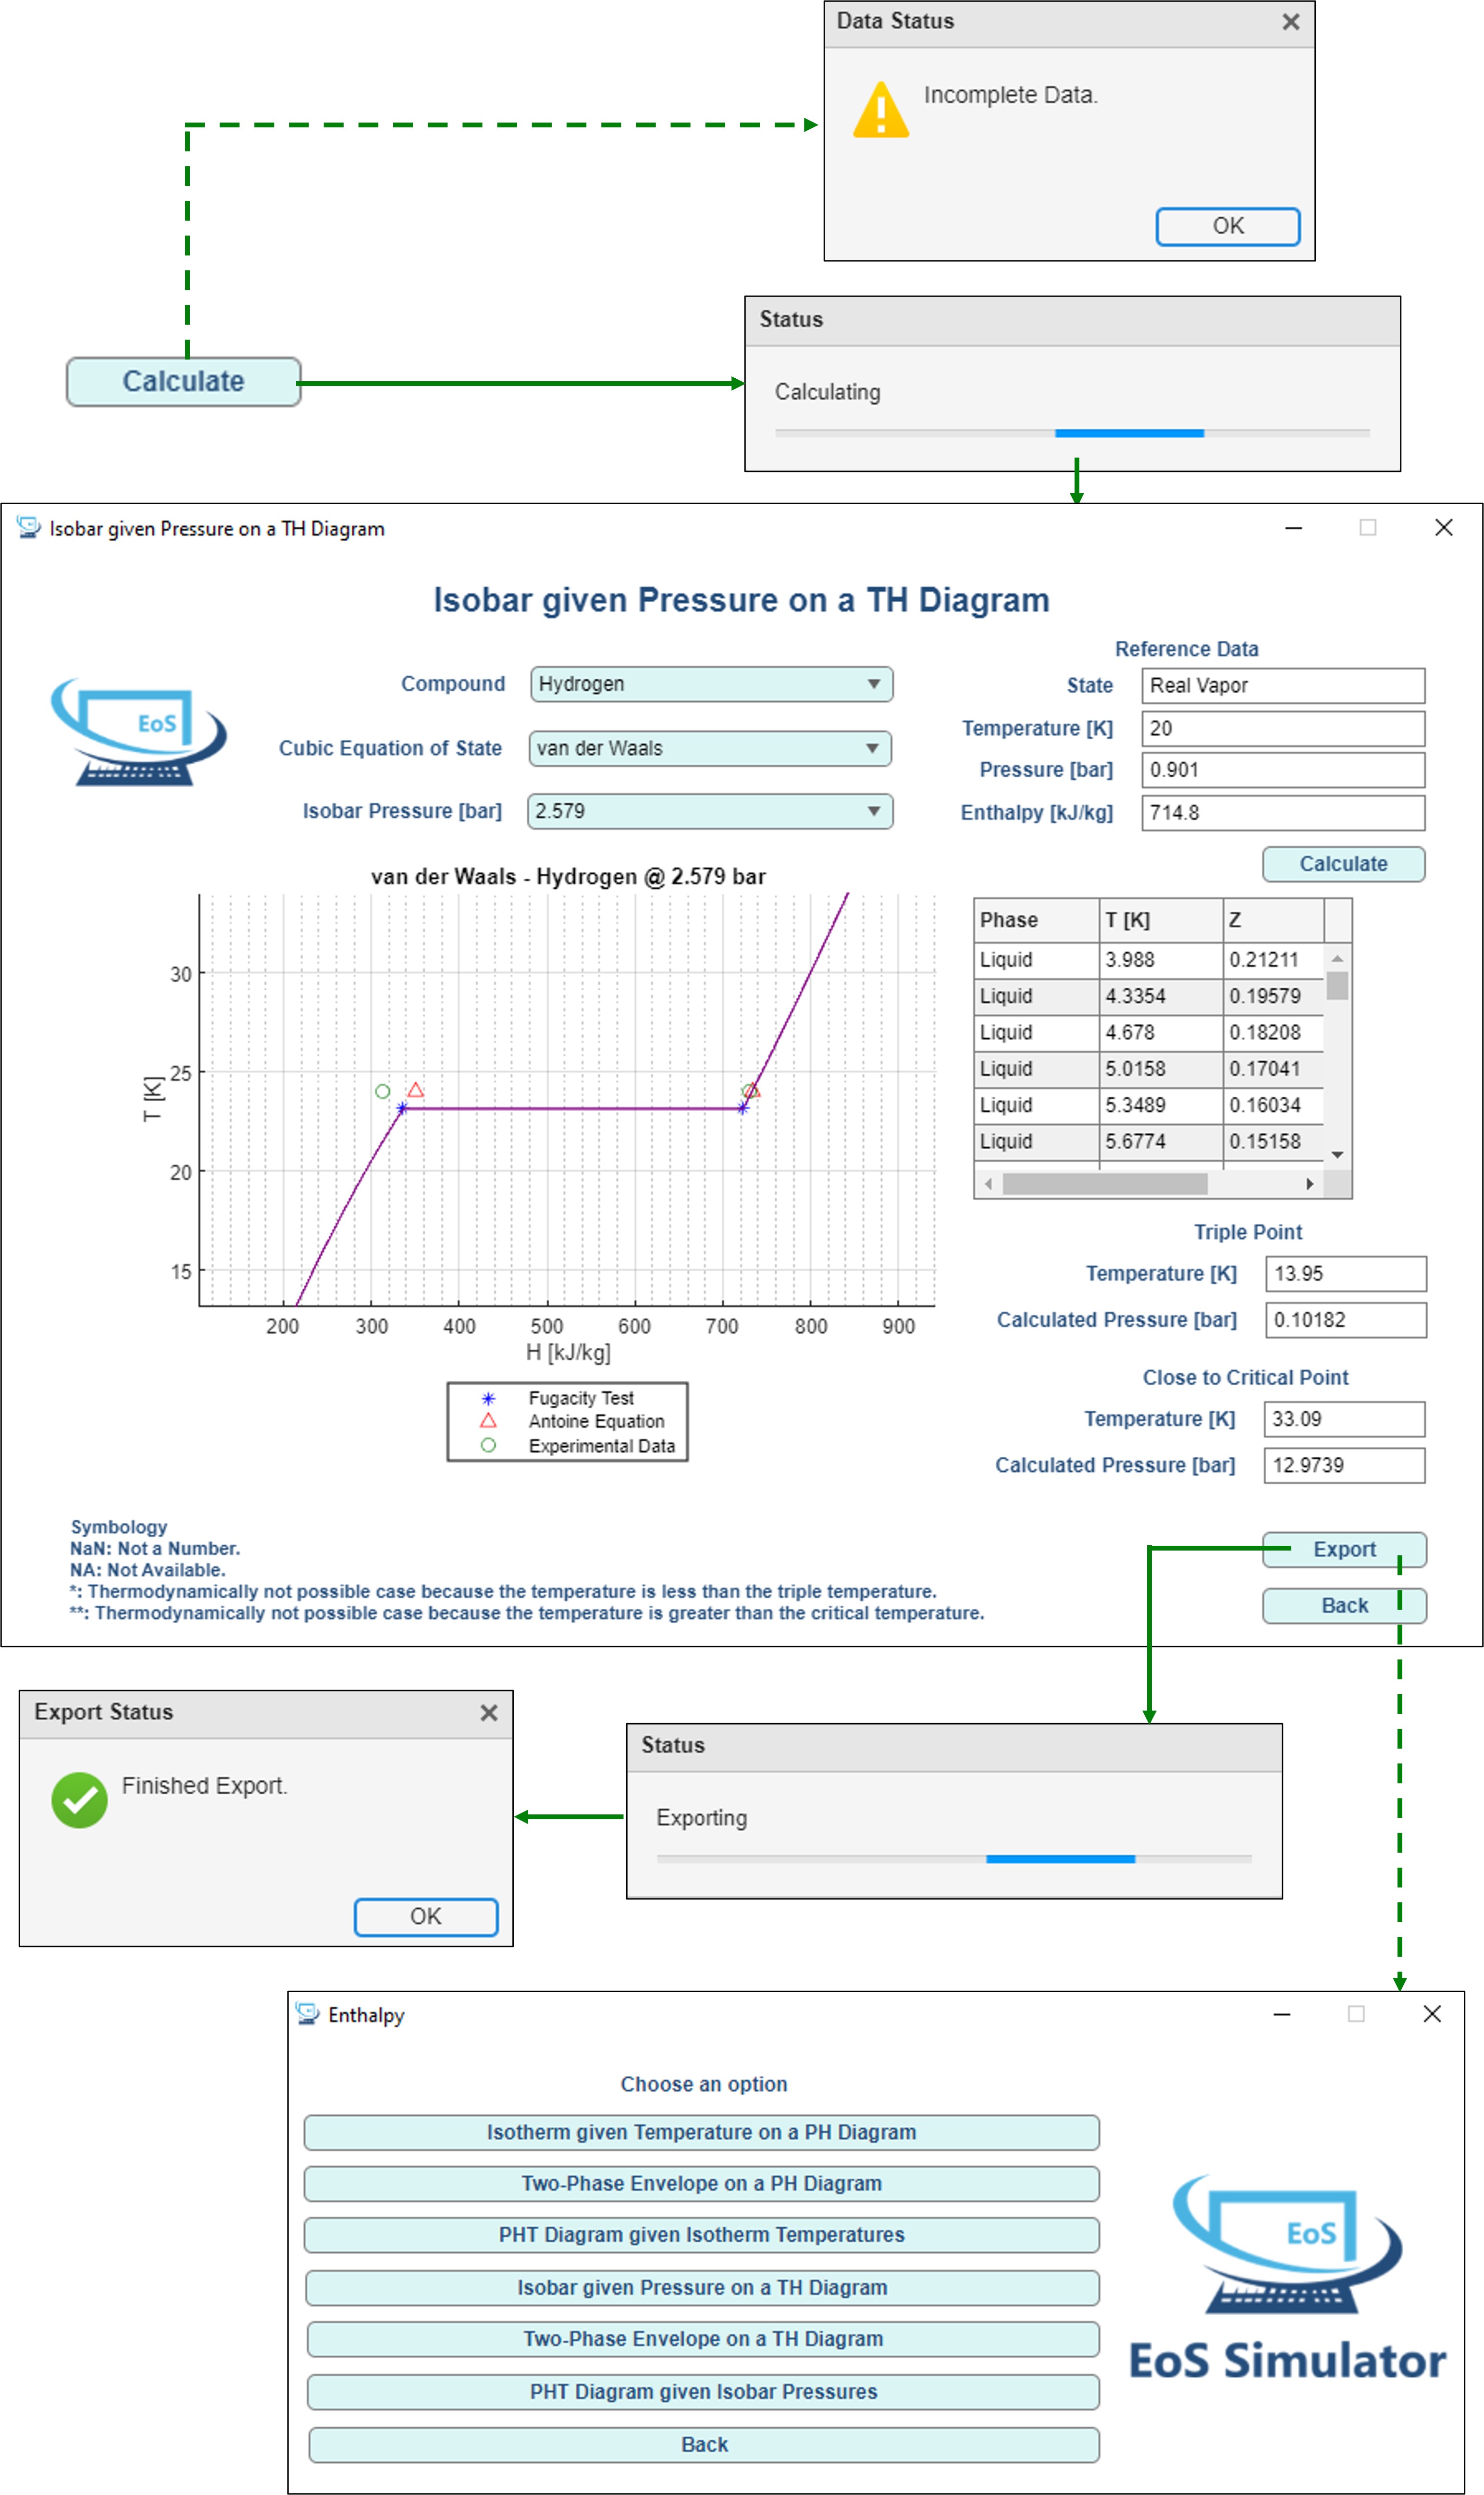 Data Status
Incomplete Data.
OK
Status
Calculate
Calculating
Isobar given Pressure on a TH Diagram
Isobar given Pressure on a TH Diagram
Reference Data
Compound Hydrogen State Real Vapor
EoS
Cubic Equation of State van der Waals Temperature [K] 20
Pressure [bar] 0.901
Isobar Pressure [bar] 2.579 Enthalpy [kJ/kg] 714.8
Calculate
van der Waals - Hydrogen @ 2.579 bar
T [K]
30
25
20
15
200 300 400 500 600 700 800 900
H [kJ/kg]
Fugacity Test
Antoine Equation
Experimental Data
Phase T [K] Z
Liquid 3.988 0.21211
Liquid 4.3354 0.19579
Liquid 4.678 0.18208
Liquid 5.0158 0.17041
Liquid 5.3489 0.16034
Liquid 5.6774 0.15158
Triple Point
Temperature [K] 13.95
Calculated Pressure [bar] 0.10182
Close to Critical Point
Temperature [K] 33.09
Calculated Pressure [bar] 12.9739
Symbology
NaN: Not a Number.
NA: Not Available.
*: Thermodynamically not possible case because the temperature is less than the triple temperature.
**: Thermodynamically not possible case because the temperature is greater than the critical temperature.
Export
Back
Export Status
Finished Export.
OK
Status
Exporting
Enthalpy
Choose an option
Isotherm given Temperature on a PH Diagram
Two-Phase Envelope on a PH Diagram
PHT Diagram given Isotherm Temperatures
Isobar given Pressure on a TH Diagram
Two-Phase Envelope on a TH Diagram
PHT Diagram given Isobar Pressures
Back
EoS
EoS Simulator